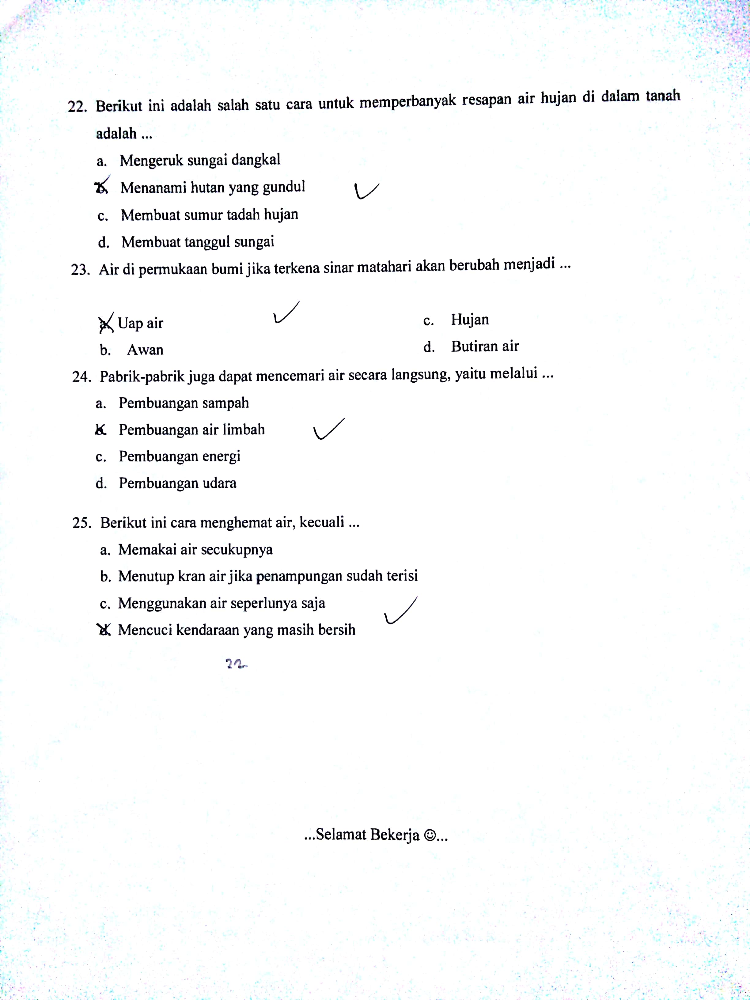 22. Berikut ini adalah salah satu cara untuk memperbanyak resapan air hujan di dalam tanah
adalah ...
a. Mengeruk sungai dangkal
b. Menanami hutan yang gundul
c. Membuat sumur tadah hujan
d. Membuat tanggul sungai
23. Air di permukaan bumi jika terkena sinar matahari akan berubah menjadi ...
a. Uap air
b. Awan
c. Hujan
d. Butiran air
24. Pabrik-pabrik juga dapat mencemari air secara langsung, yaitu melalui ...
a. Pembuangan sampah
b. Pembuangan air limbah
c. Pembuangan energi
d. Pembuangan udara
25. Berikut ini cara menghemat air, kecuali ...
a. Memakai air secukupnya
b. Menutup kran air jika penampungan sudah terisi
c. Menggunakan air seperlunya saja
d. Mencuci kendaraan yang masih bersih
22
...Selamat Bekerja ☺...